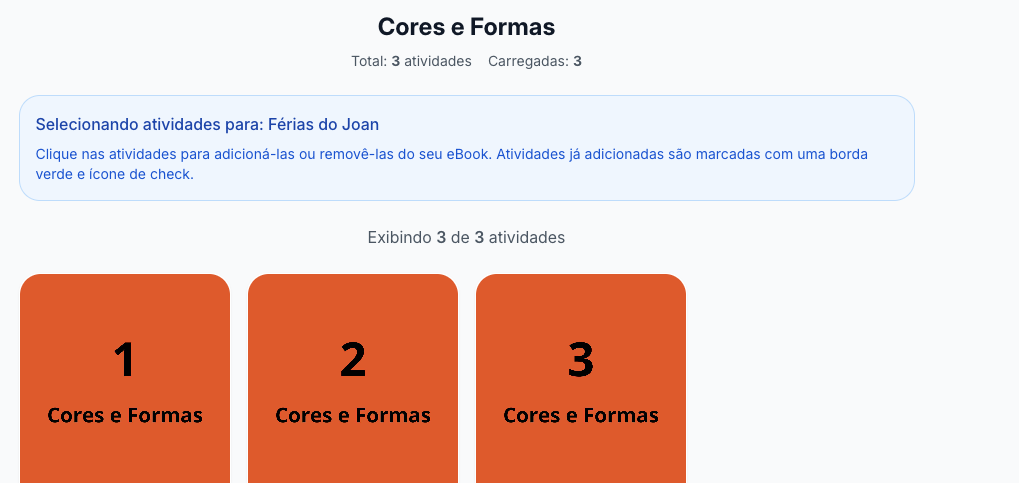 Cores e Formas
Total: 3 atividades Carregadas: 3
Selecionando atividades para: Férias do Joan
Clique nas atividades para adicioná-las ou removê-las do seu eBook. Atividades já adicionadas são marcadas com uma borda
verde e ícone de check.
Exibindo 3 de 3 atividades
1
Cores e Formas
2
Cores e Formas
3
Cores e Formas